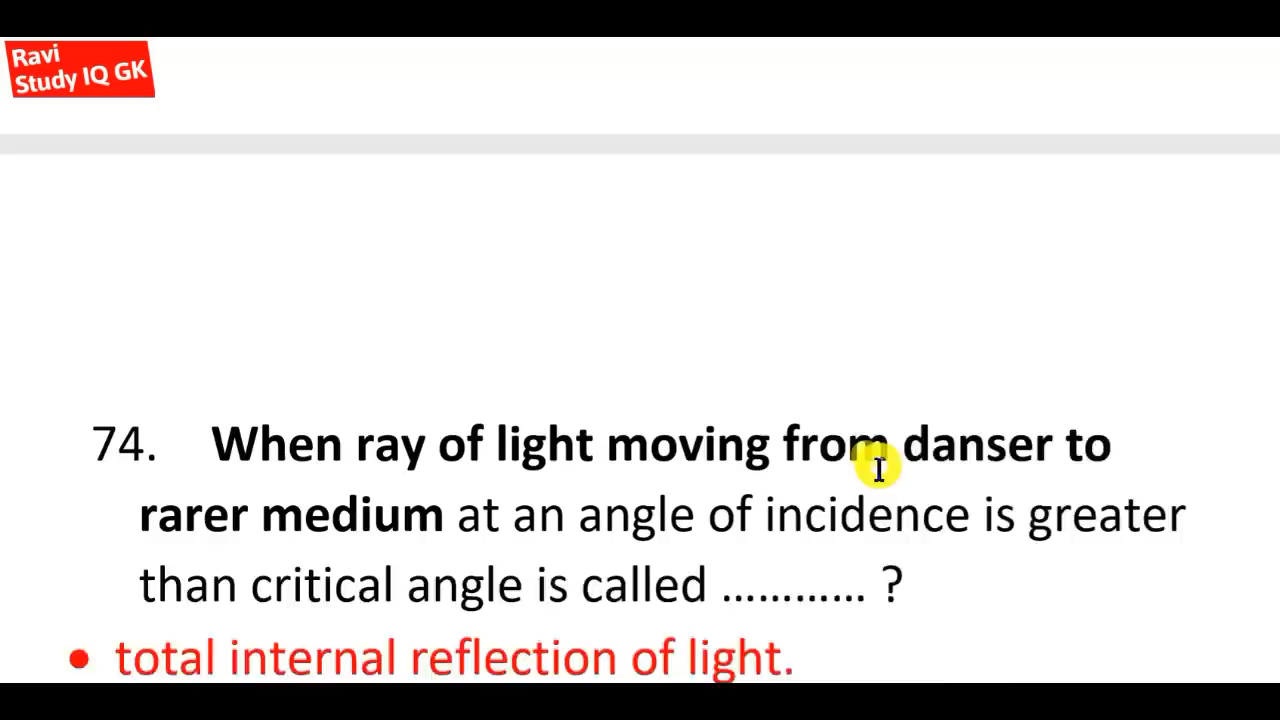 Ravi
Study IQ GK
74. When ray of light moving from danser to
rarer medium at an angle of incidence is greater
than critical angle is called ………… ?
• total internal reflection of light.